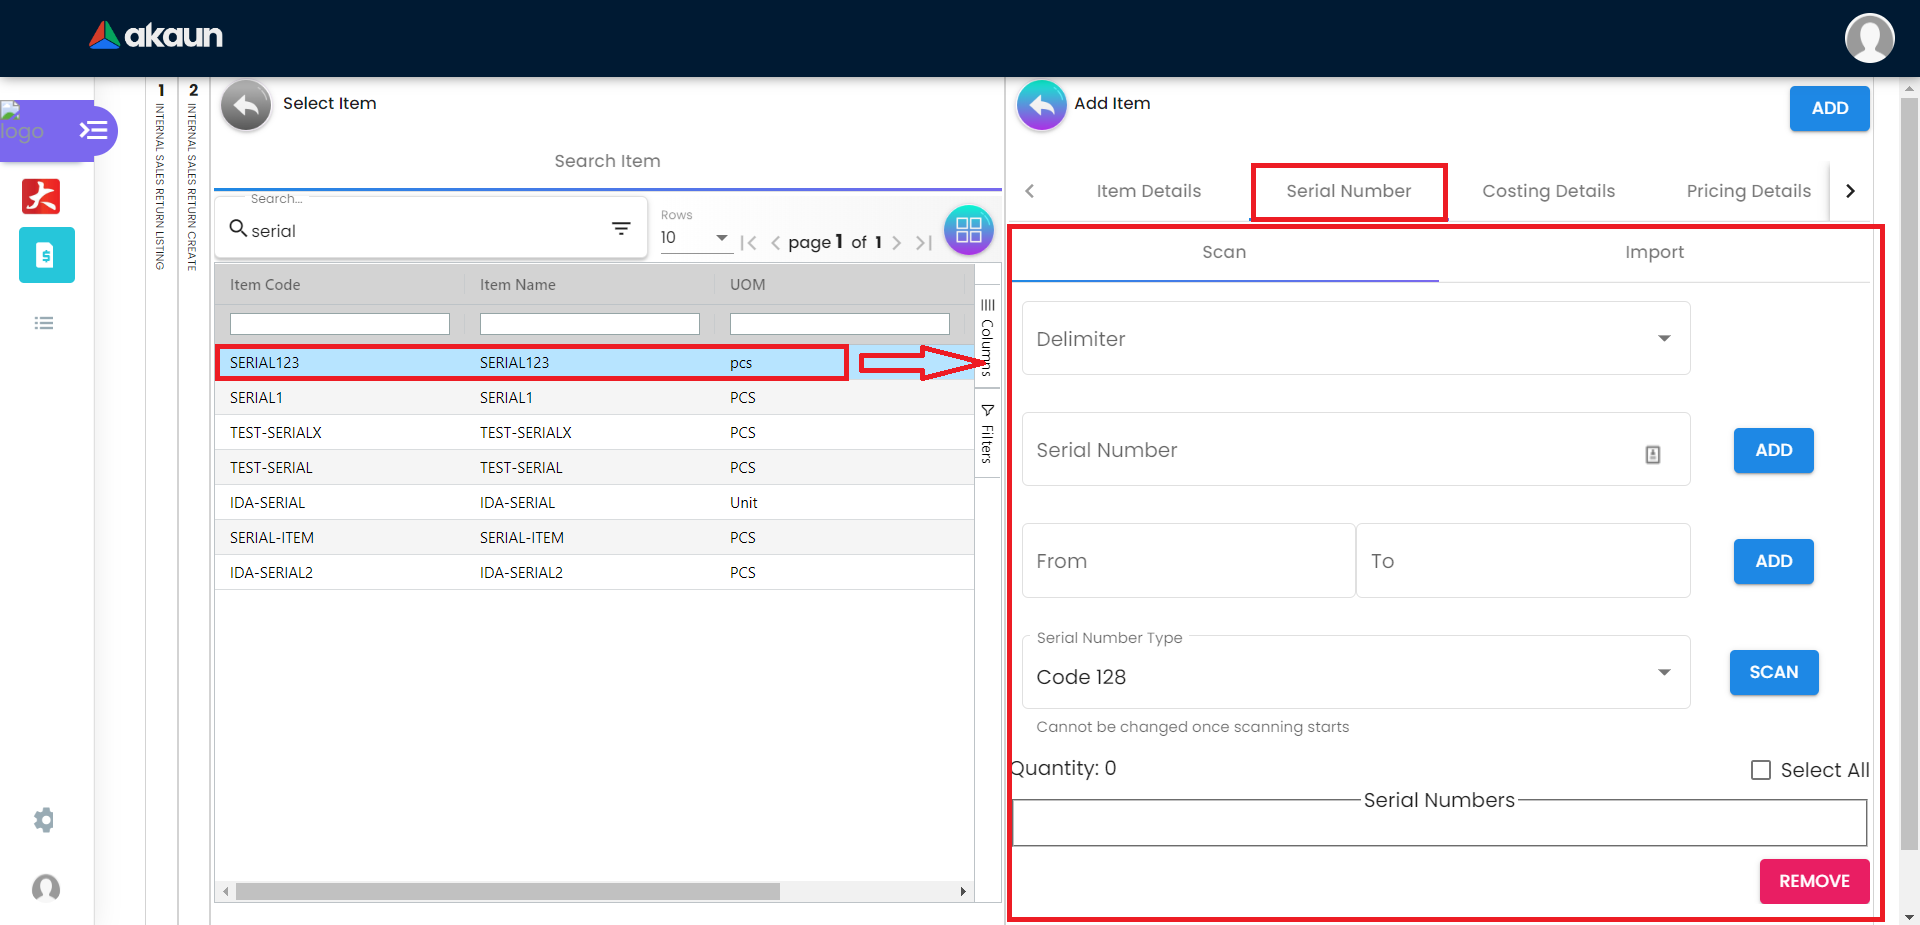 akaun
logo
1
INTERNAL SALES RETURN LISTING
2
INTERNAL SALES RETURN CREATE
Select Item
Search Item
Search...
serial
Rows
10
page 1 of 1
Item Code Item Name UOM
SERIAL123 SERIAL123 pcs
SERIAL1 SERIAL1 PCS
TEST-SERIALX TEST-SERIALX PCS
TEST-SERIAL TEST-SERIAL PCS
IDA-SERIAL IDA-SERIAL Unit
SERIAL-ITEM SERIAL-ITEM PCS
IDA-SERIAL2 IDA-SERIAL2 PCS
Columns
Filters
Add Item
ADD
Item Details Serial Number Costing Details Pricing Details
Scan Import
Delimiter
Serial Number
ADD
From To
ADD
Serial Number Type
Code 128
SCAN
Cannot be changed once scanning starts
Quantity: 0
Select All
Serial Numbers
REMOVE